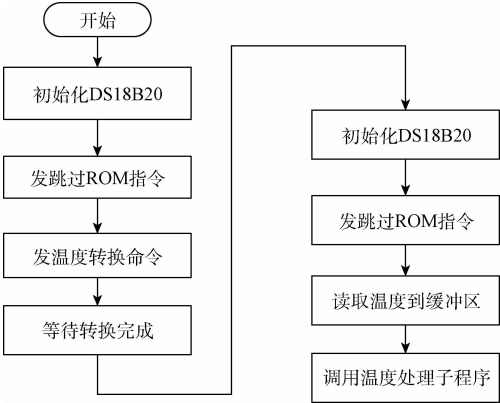 开始
初始化DS18B20
发跳过ROM指令
发温度转换命令
等待转换完成
初始化DS18B20
发跳过ROM指令
读取温度到缓冲区
调用温度处理子程序